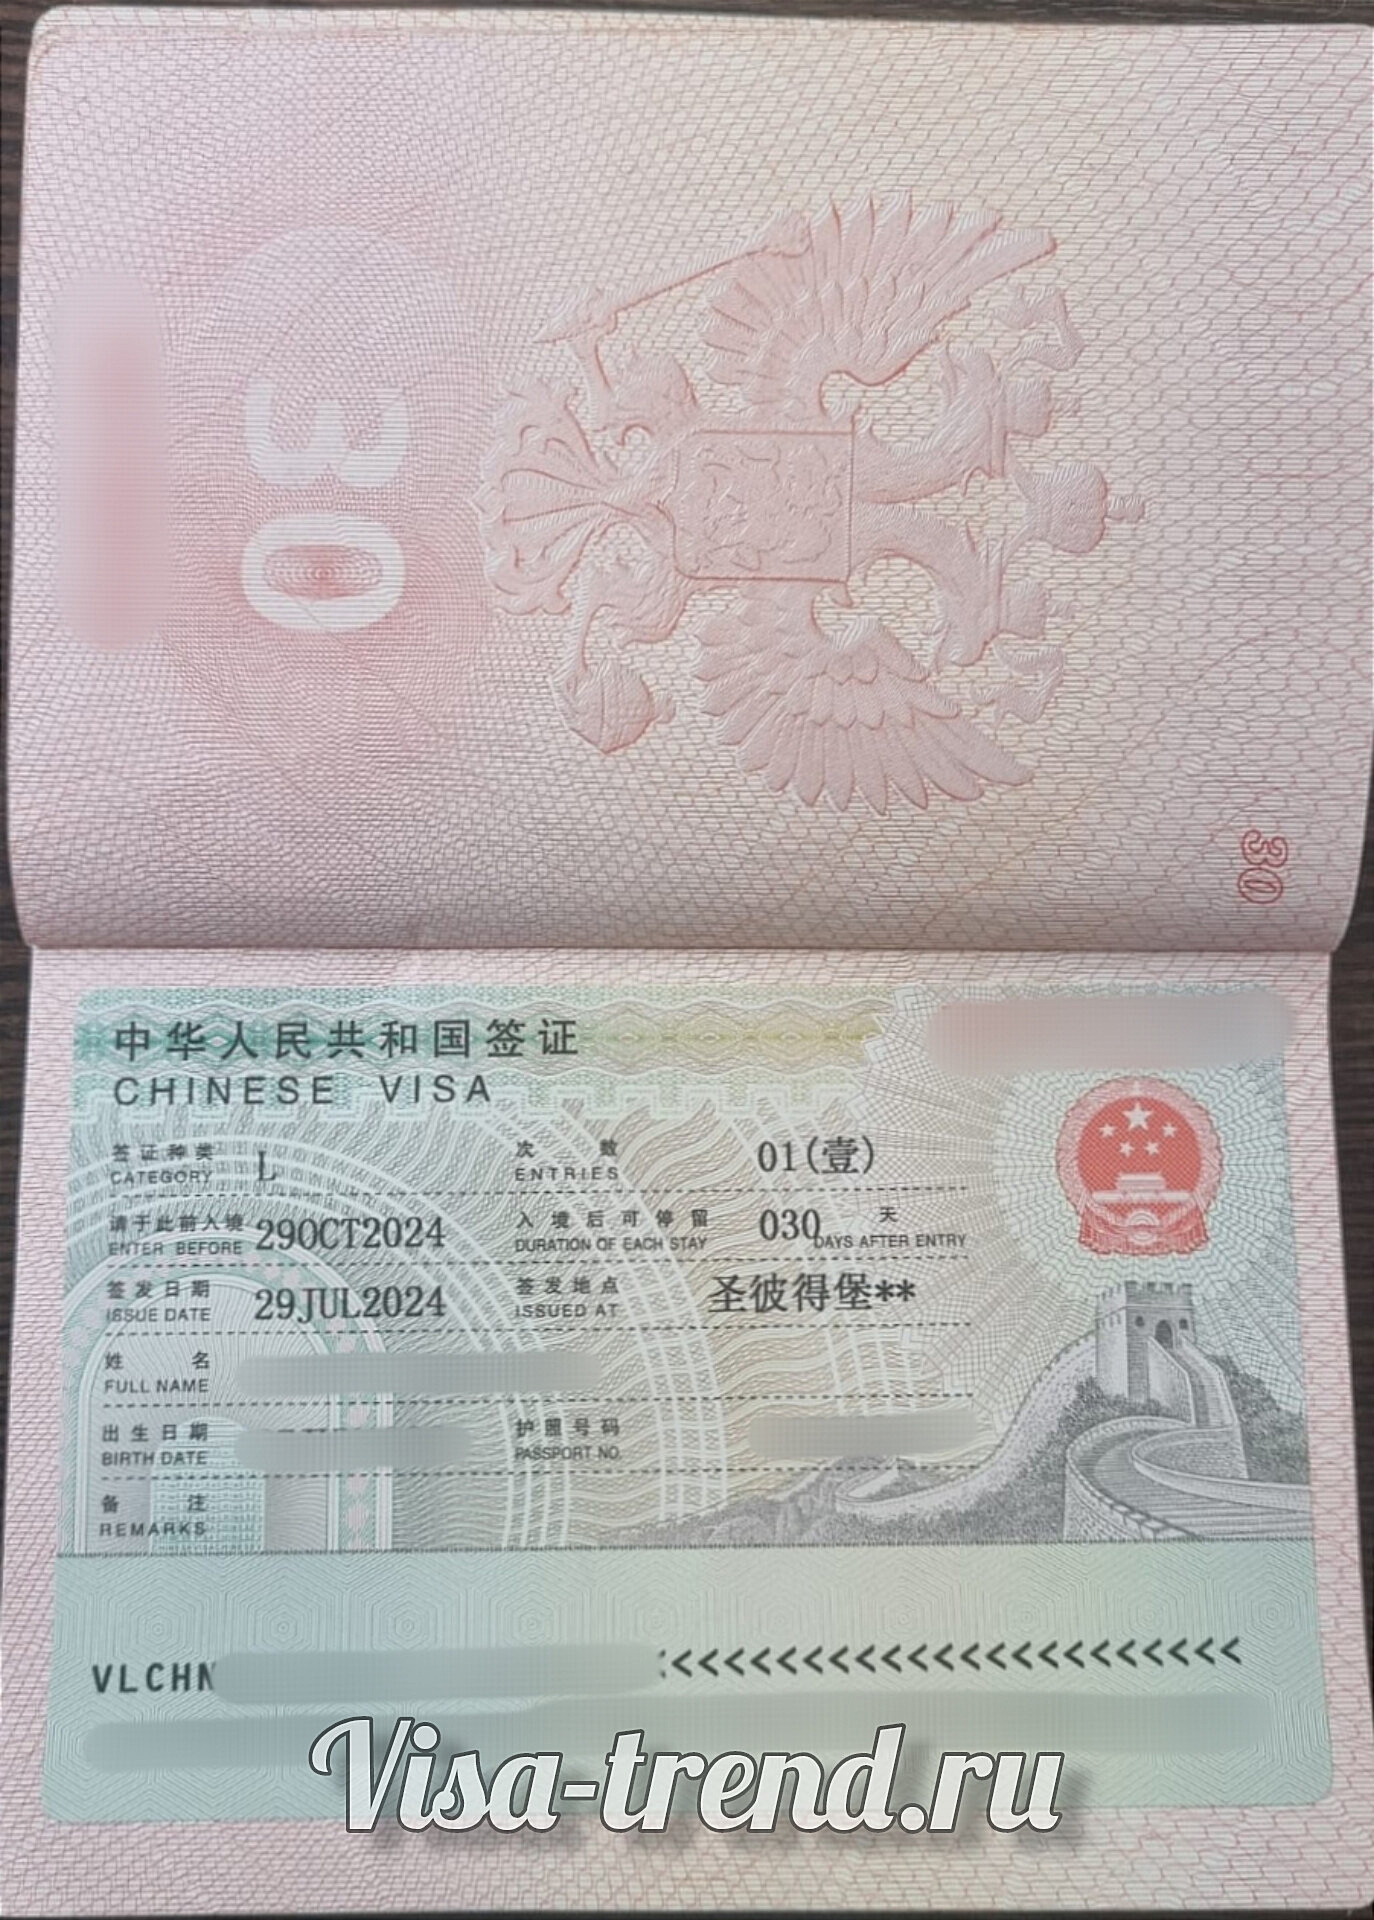 30
30
中华人民共和国签证
CHINESE VISA
签证种类 L 次数 01(壹)
CATEGORY ENTRIES
请于此前入境 29OCT2024 入境后可停留 030 天
ENTER BEFORE DURATION OF EACH STAY DAYS AFTER ENTRY
签发日期 29JUL2024 签发地点 圣彼得堡**
ISSUE DATE ISSUED AT
姓名
FULL NAME
出生日期 护照号码
BIRTH DATE PASSPORT NO.
备注
REMARKS
VLCHN <<<<<<<<<<<<<<<<<<<<<<
Visa-trend.ru